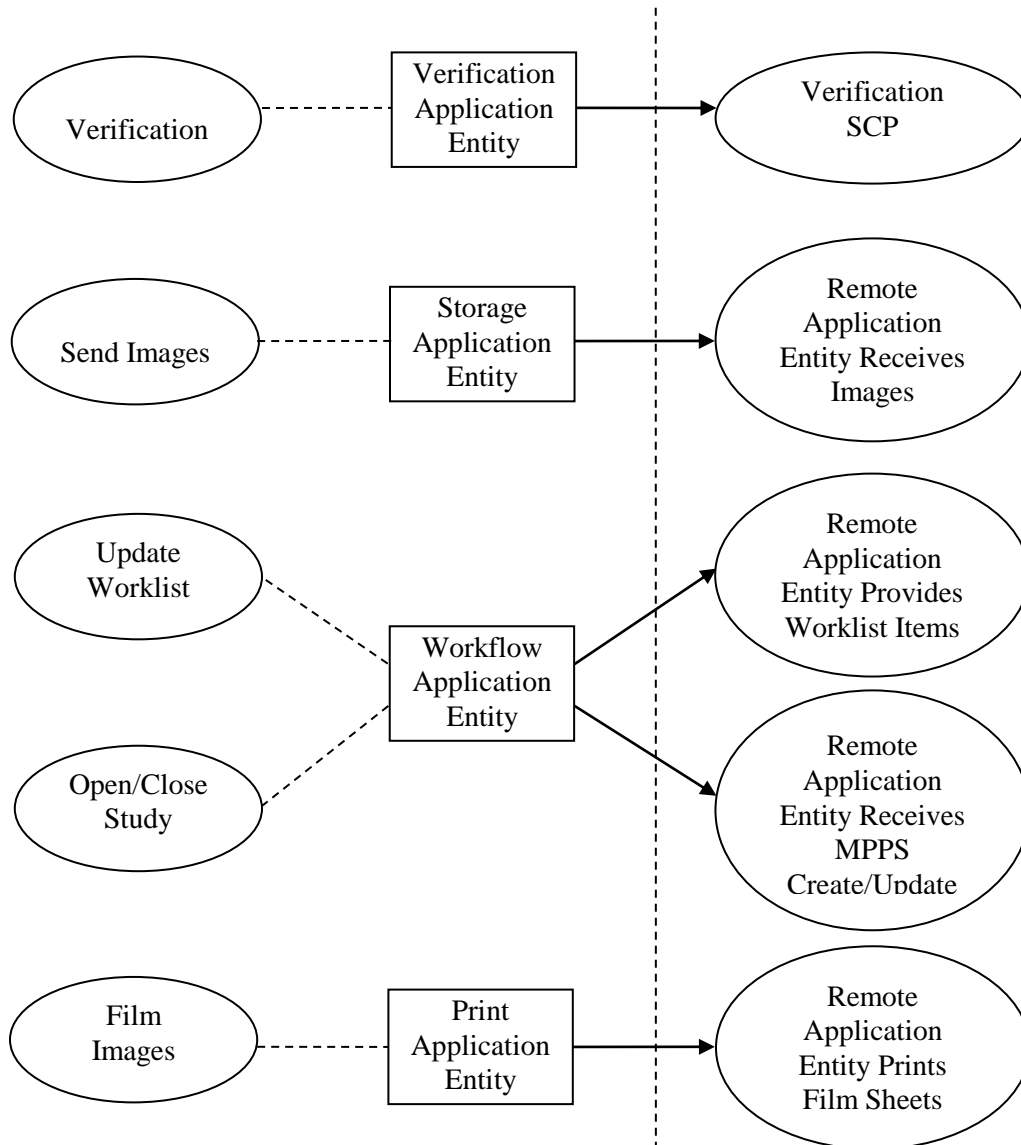 Verification
Verification
Application
Entity
Verification
SCP
Send Images
Storage
Application
Entity
Remote
Application
Entity Receives
Images
Update
Worklist
Open/Close
Study
Workflow
Application
Entity
Remote
Application
Entity Provides
Worklist Items
Remote
Application
Entity Receives
MPPS
Create/Update
Film
Images
Print
Application
Entity
Remote
Application
Entity Prints
Film Sheets